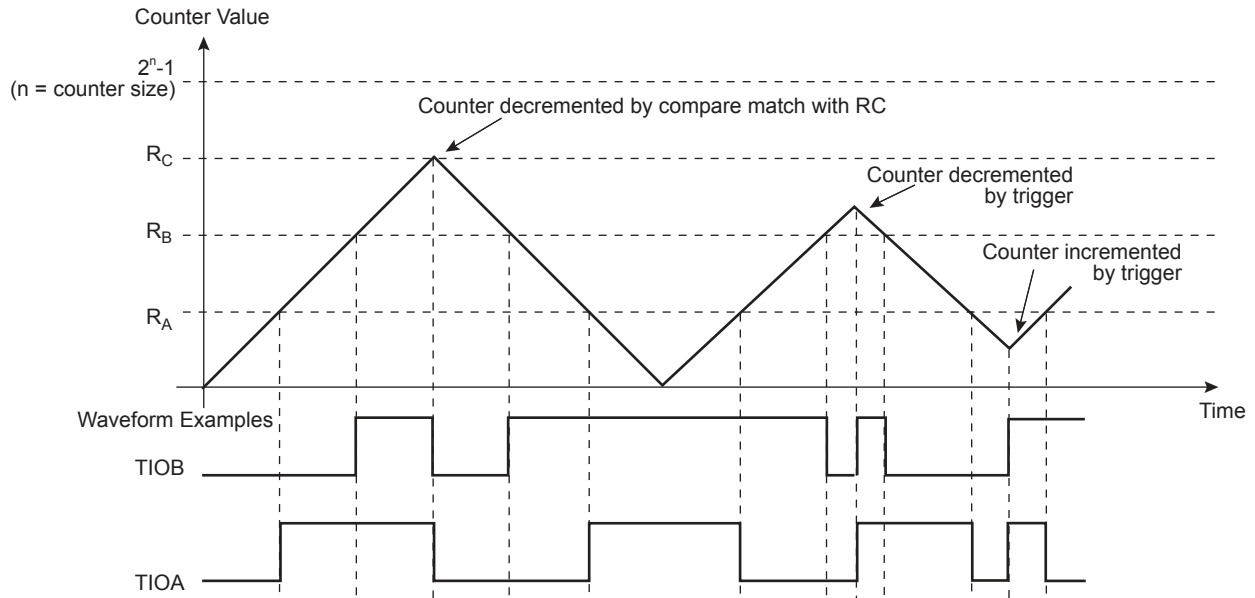 Counter Value
2ⁿ-1
(n = counter size)
Counter decremented by compare match with RC
R_C
Counter decremented
by trigger
R_B
Counter incremented
by trigger
R_A
Time
Waveform Examples
TIOB
TIOA